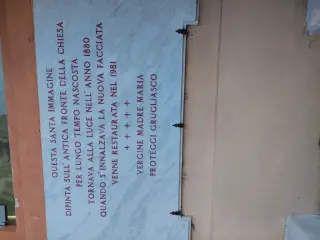 QUESTA SANTA IMMAGINE
DIPINTA SULL'ANTICA FRONTE DELLA CHIESA
PER LUNGO TEMPO NASCOSTA
TORNAVA ALLA LUCE NELL'ANNO 1880
QUANDO S'INNALZAVA LA NUOVA FACCIATA
VENNE RESTAURATA NEL 1981
+ + + + +
VERGINE MADRE MARIA
PROTEGGI GRUGLIASCO